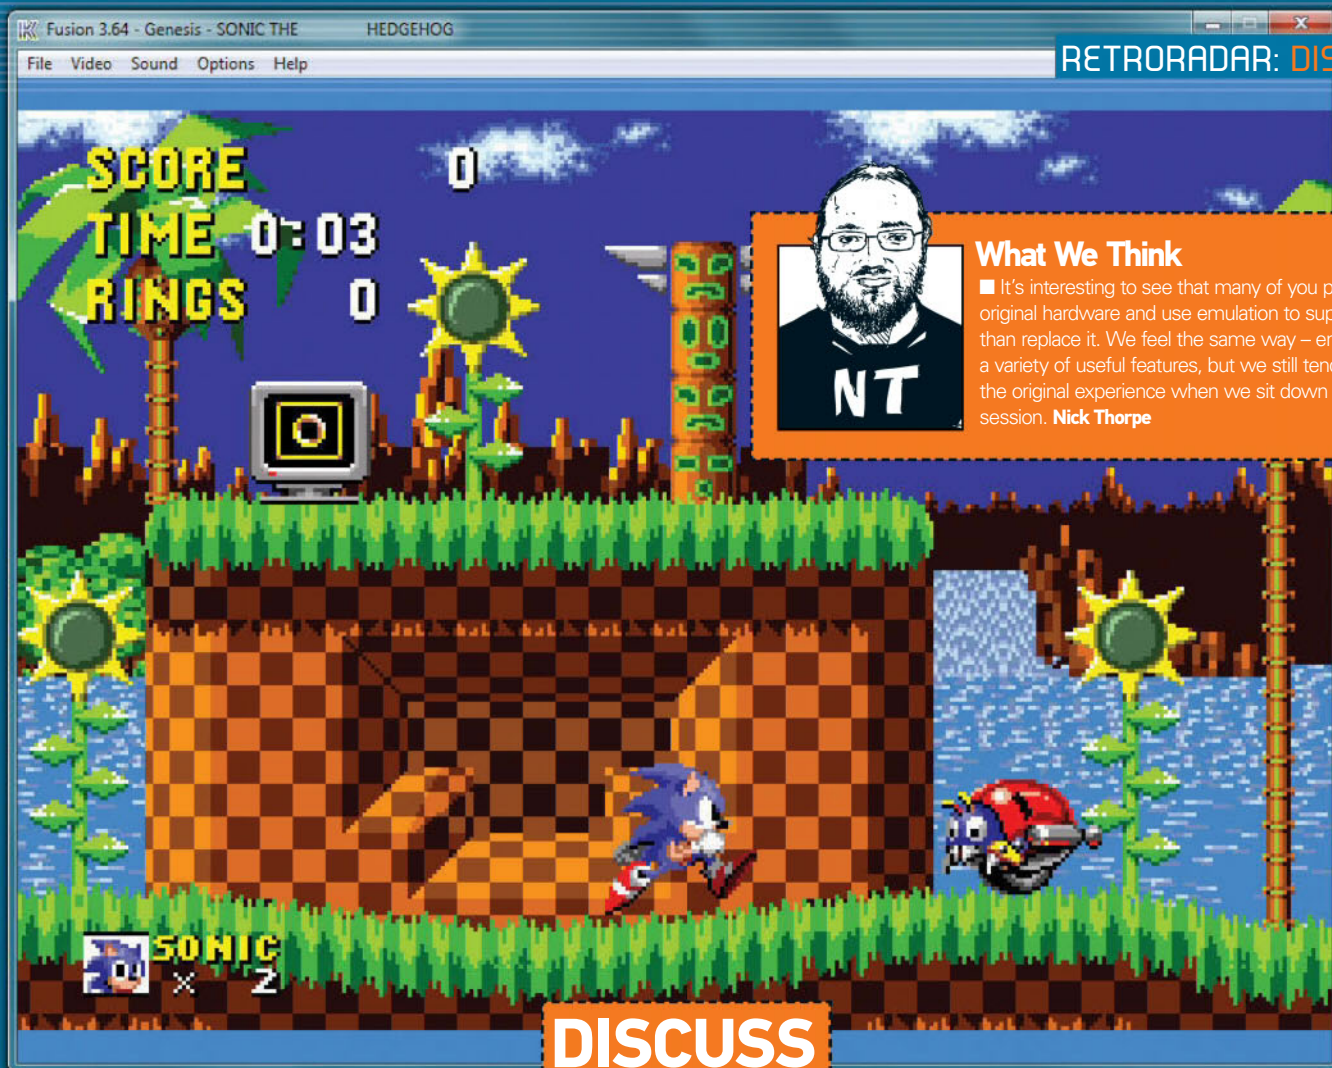 Fusion 3.64 - Genesis - SONIC THE HEDGEHOG
File Video Sound Options Help
RETRORADAR: DIS
SCORE 0
TIME 0:03
RINGS 0
NT
What We Think
■ It's interesting to see that many of you p
original hardware and use emulation to sup
than replace it. We feel the same way – e
a variety of useful features, but we still tend
the original experience when we sit down
session. Nick Thorpe
SONIC
× 2
DISCUSS